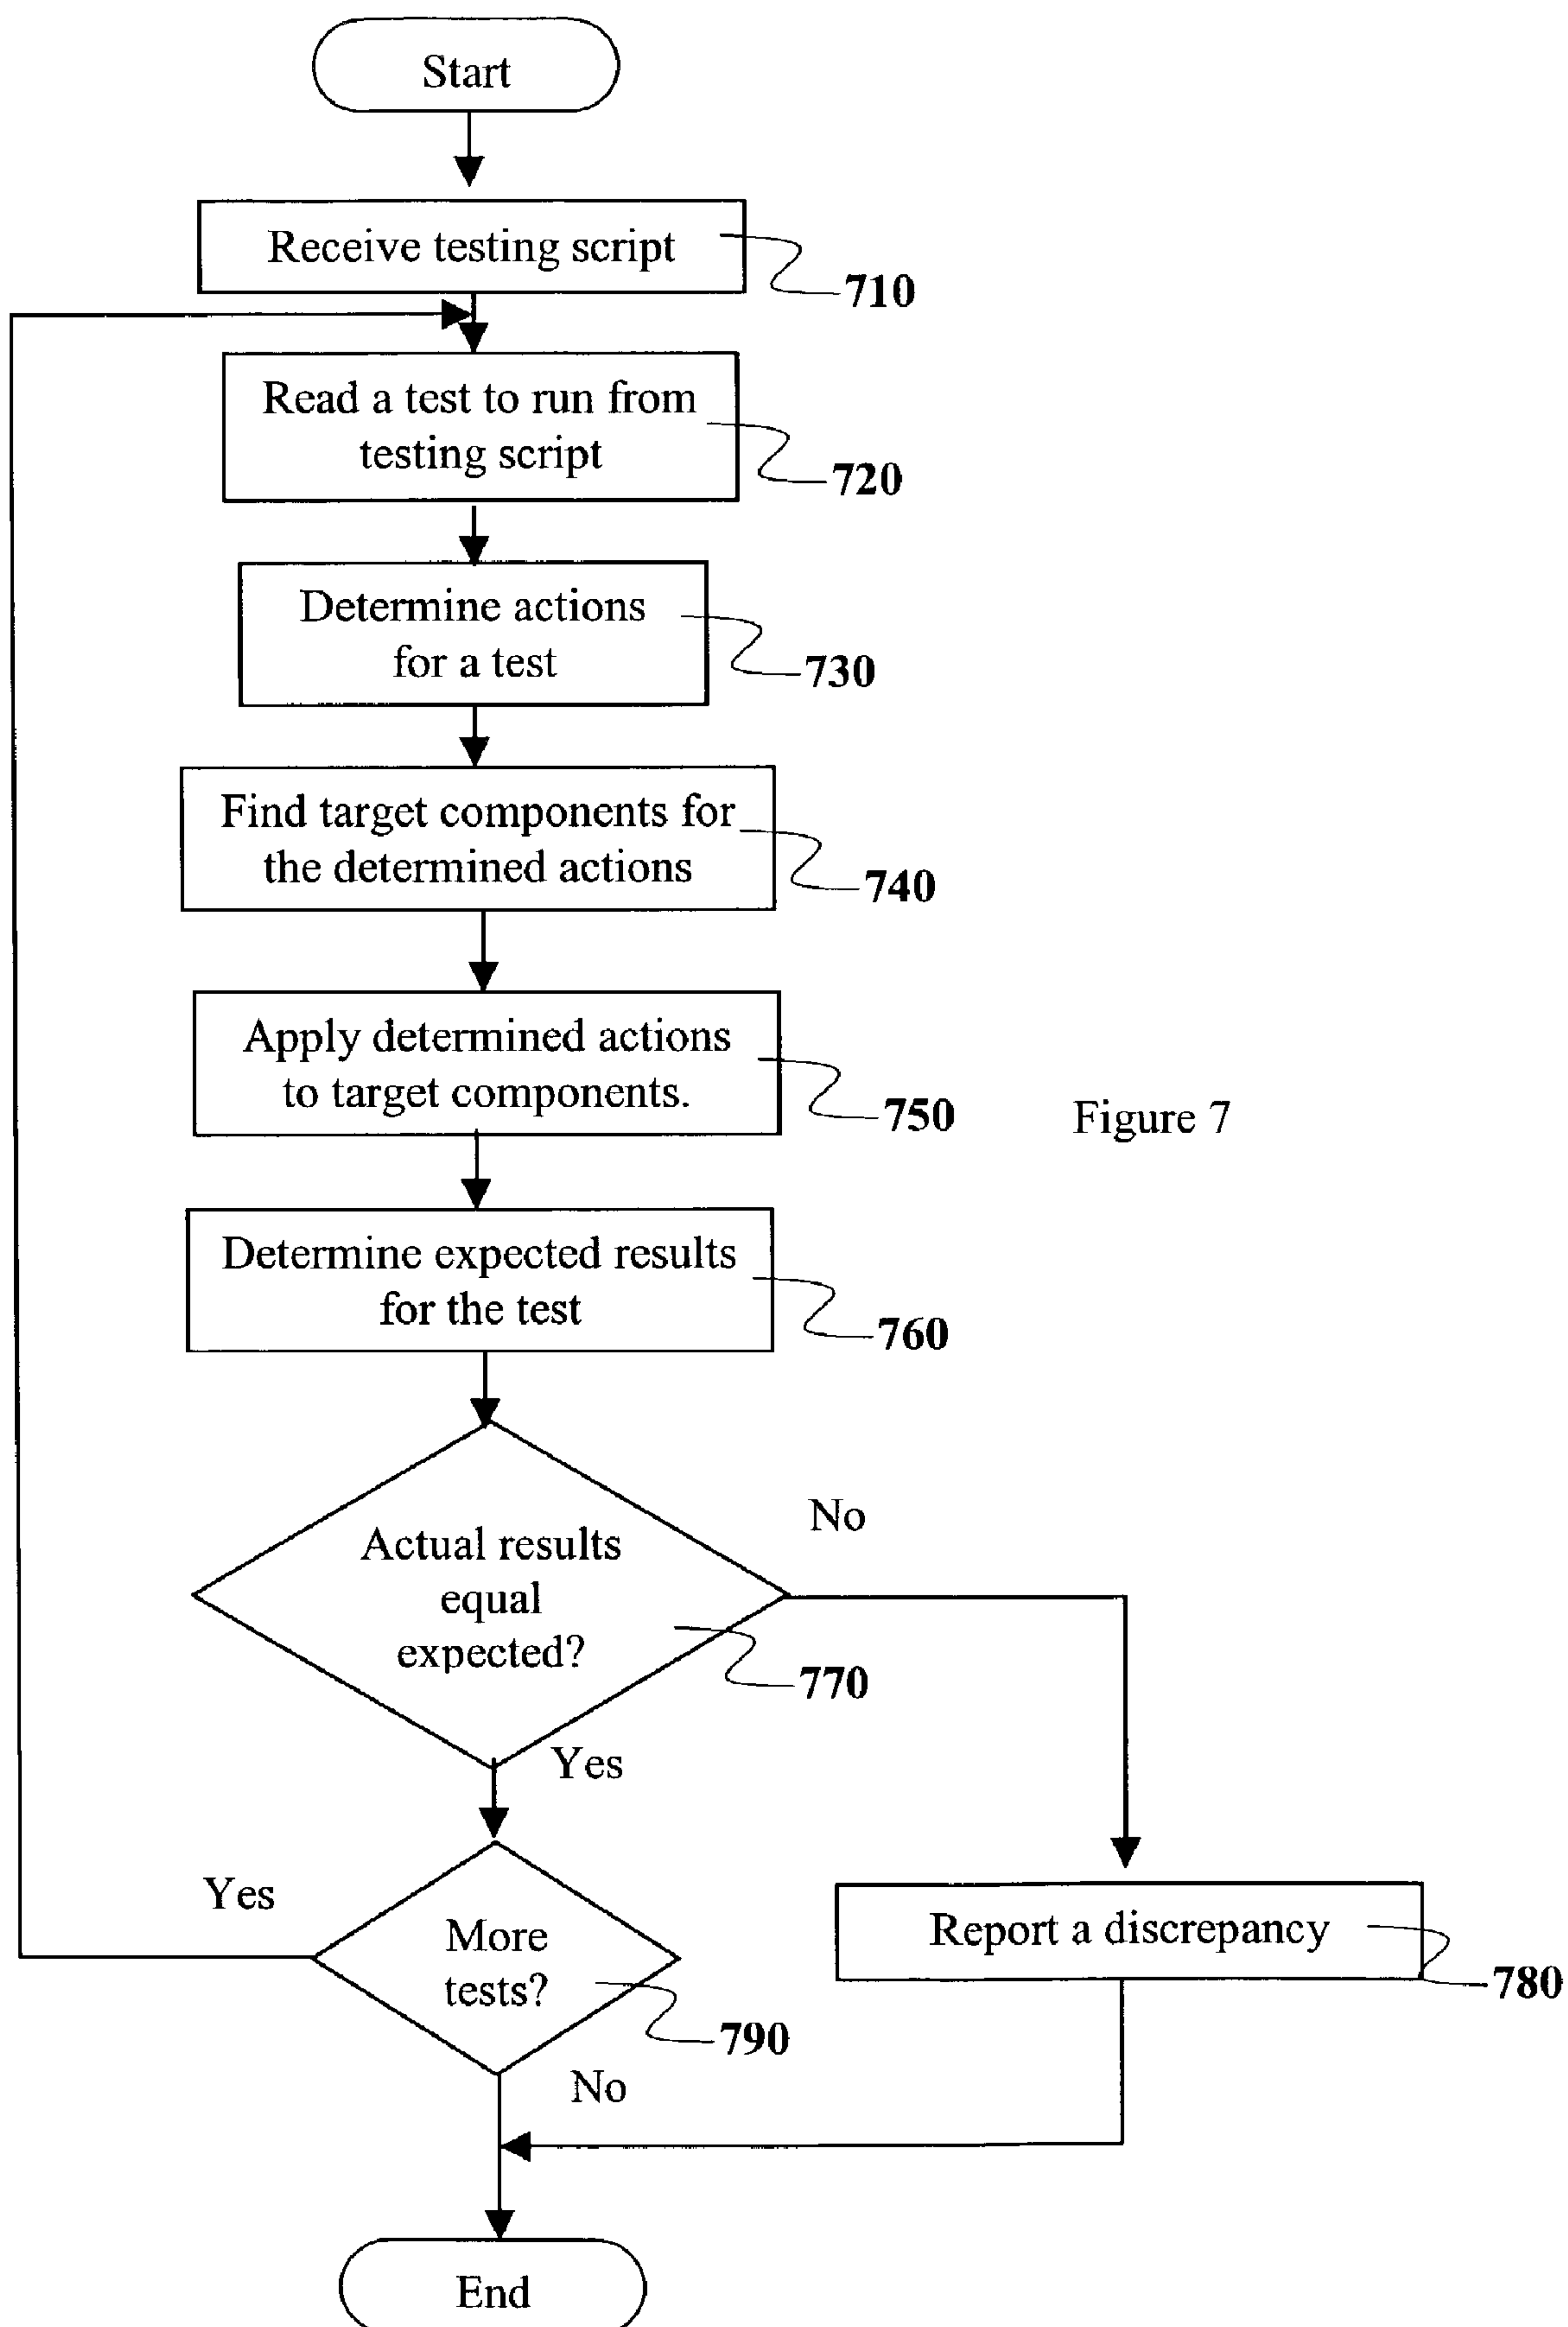 Start
Receive testing script
710
Read a test to run from
testing script
720
Determine actions
for a test
730
Find target components for
the determined actions
740
Apply determined actions
to target components.
750
Figure 7
Determine expected results
for the test
760
No
Actual results
equal
expected?
770
Yes
Yes
More
tests?
790
Report a discrepancy
780
No
End